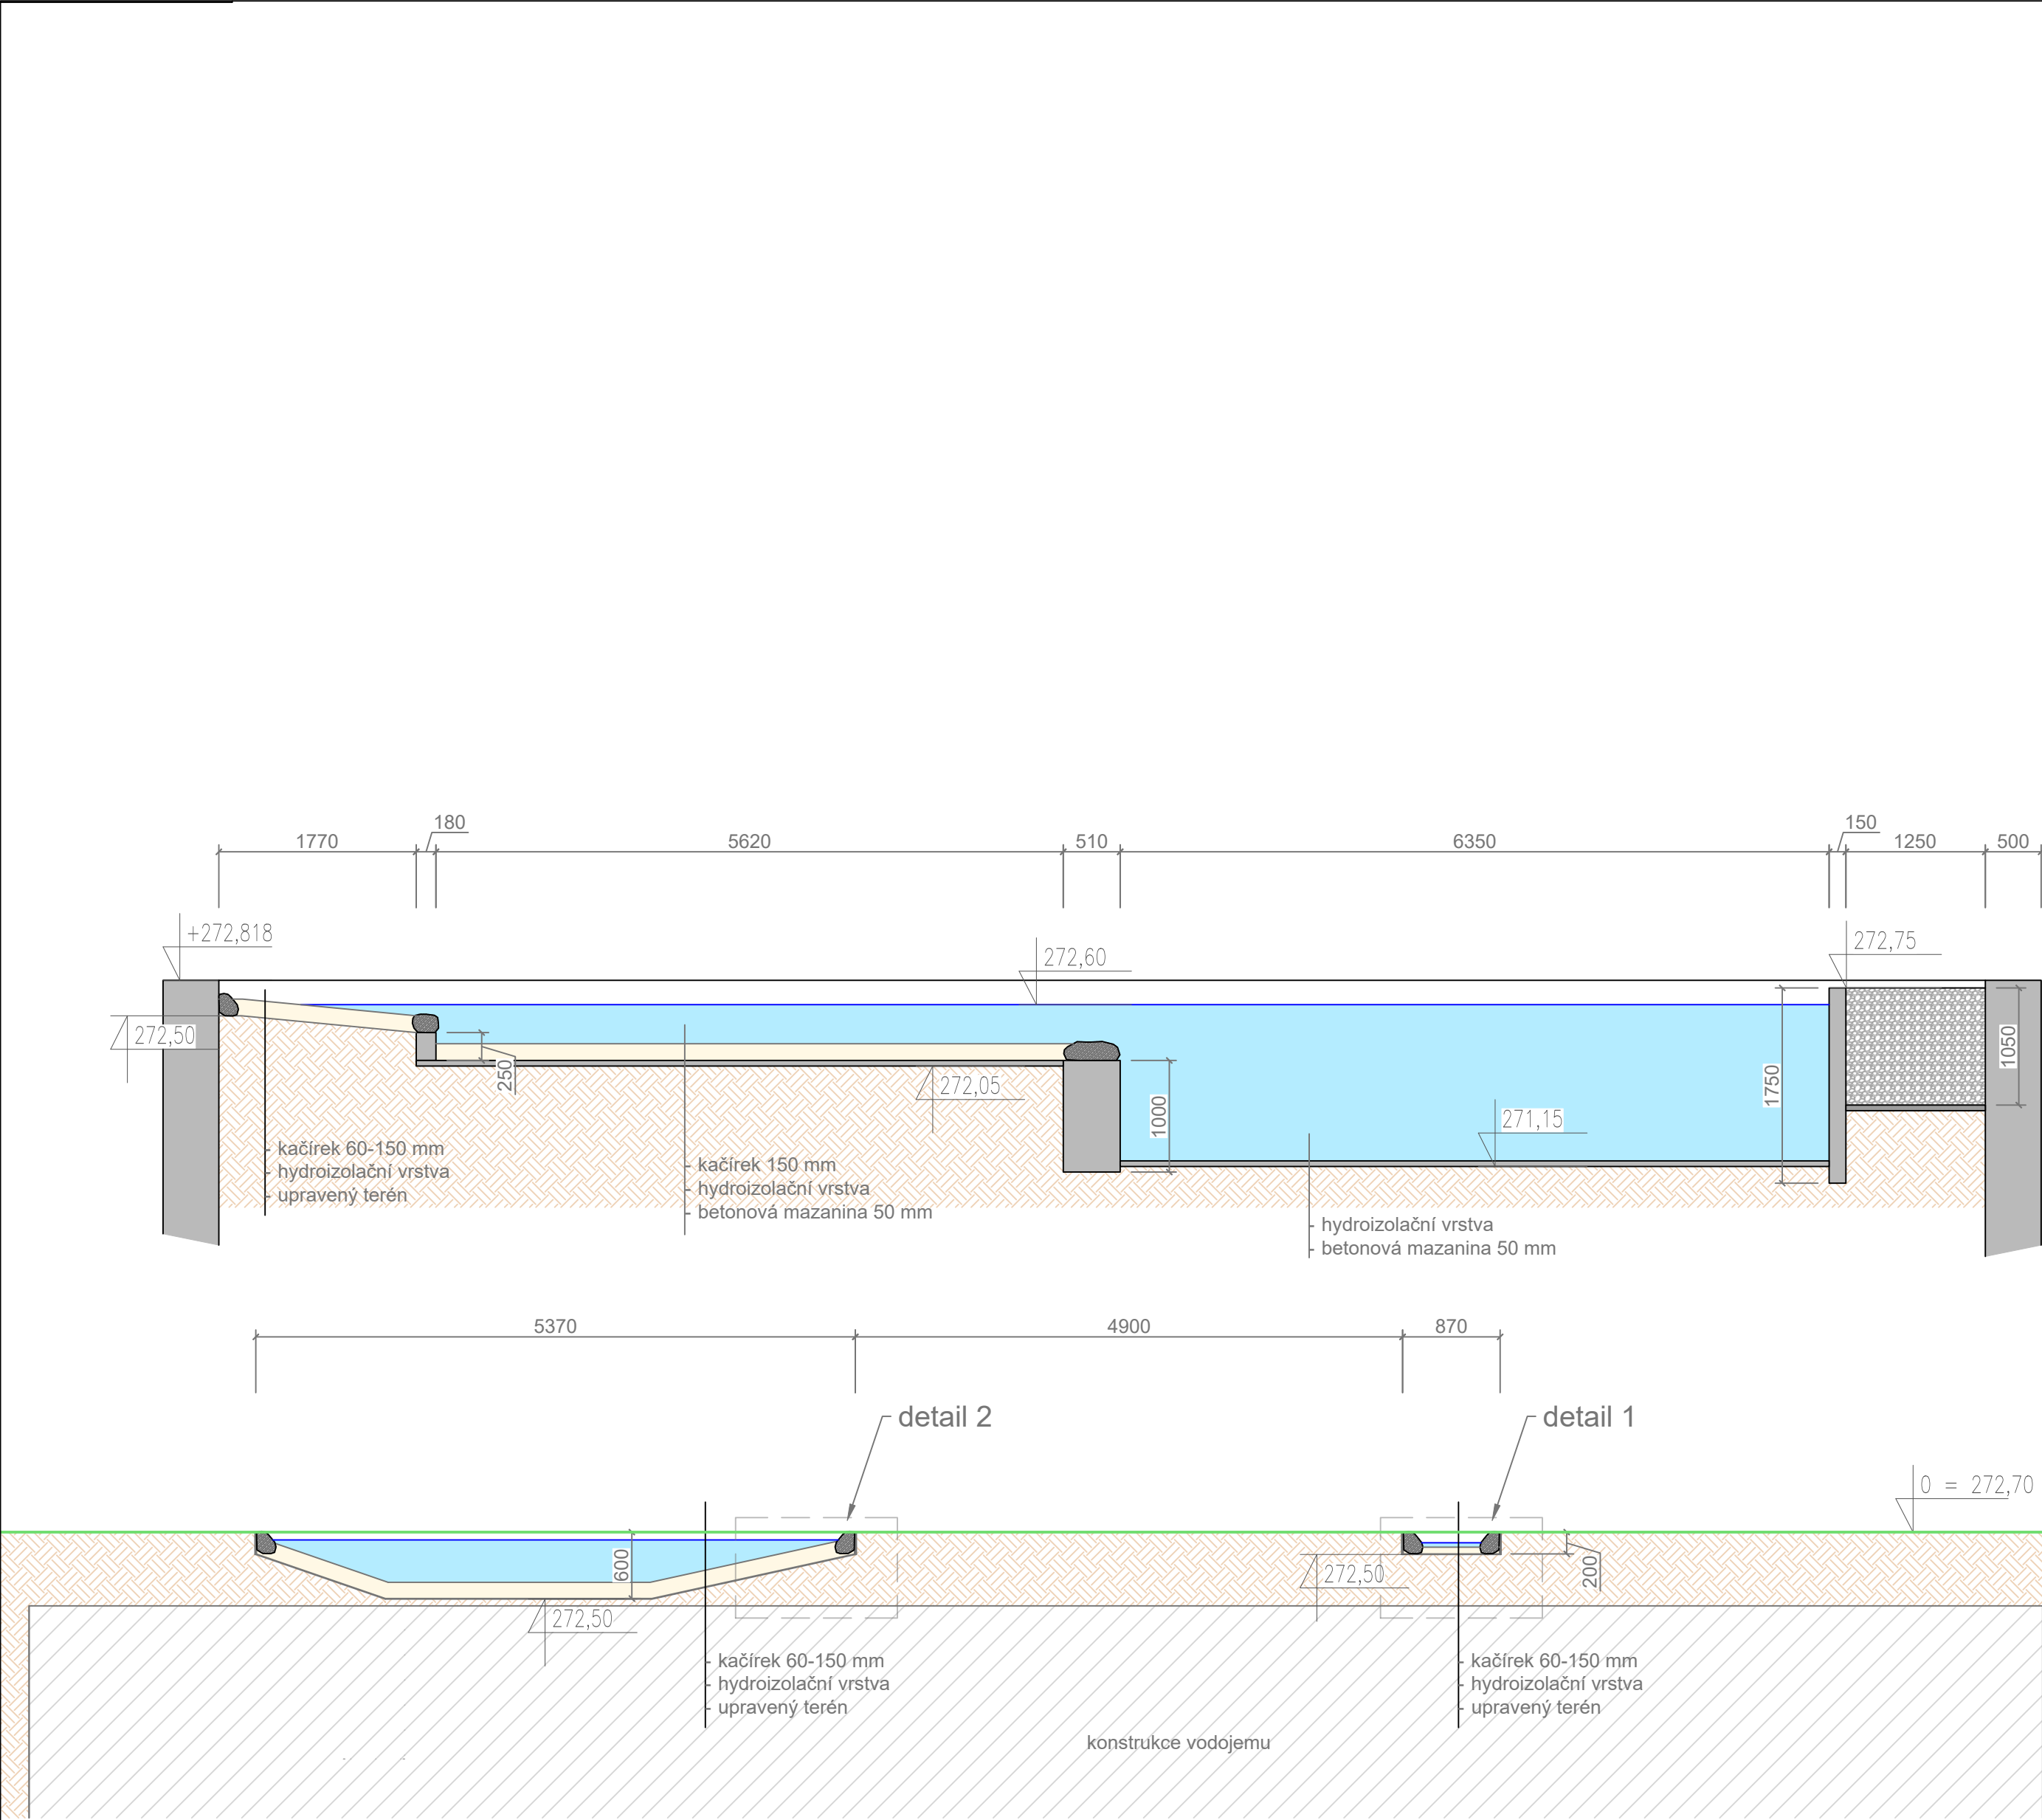 180
150
1770
5620
510
6350
1250
500
+272,818
272,60
272,75
272,50
250
272,05
1000
271,15
1750
1050
kačírek 60-150 mm
hydroizolační vrstva
upravený terén
kačírek 150 mm
hydroizolační vrstva
betonová mazanina 50 mm
hydroizolační vrstva
betonová mazanina 50 mm
5370
4900
870
detail 2
detail 1
0 = 272,70
600
272,50
200
272,50
kačírek 60-150 mm
hydroizolační vrstva
upravený terén
kačírek 60-150 mm
hydroizolační vrstva
upravený terén
konstrukce vodojemu